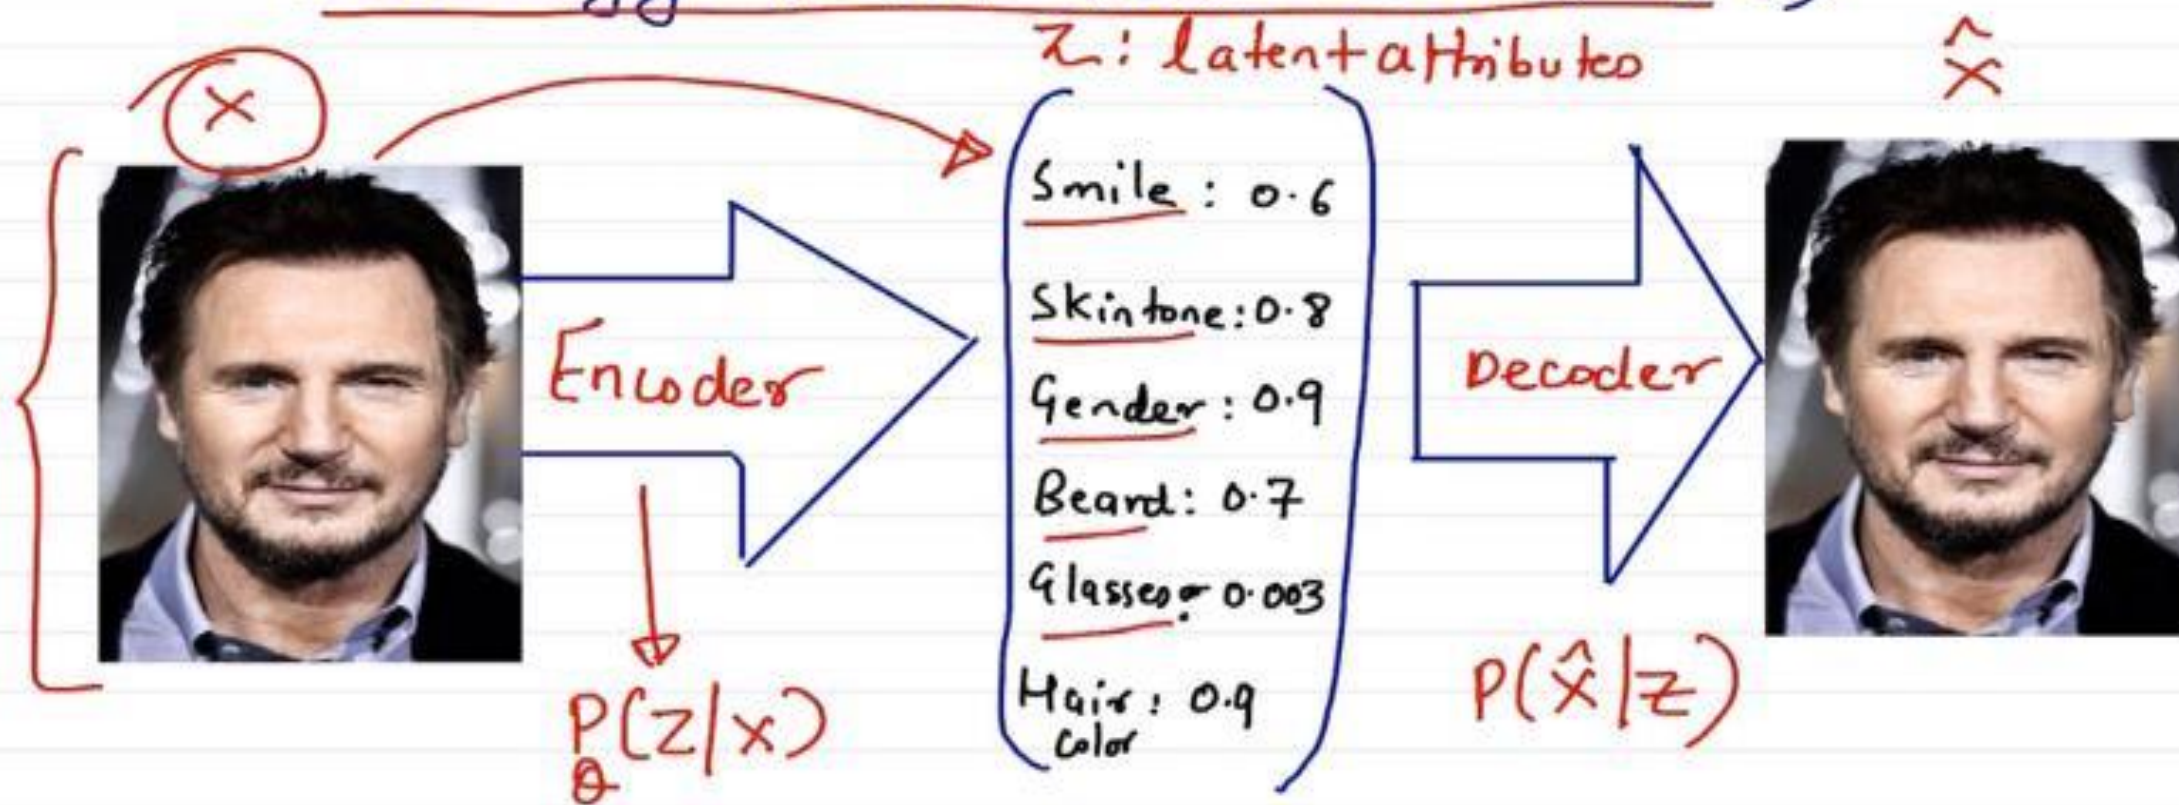 z: latent attributes
x̂
x
Smile : 0.6
Skintone: 0.8
Gender: 0.9
Beard: 0.7
Glasses: 0.003
Hair: 0.9
color
Encoder
Decoder
Pθ(z/x)
P(x̂|z)